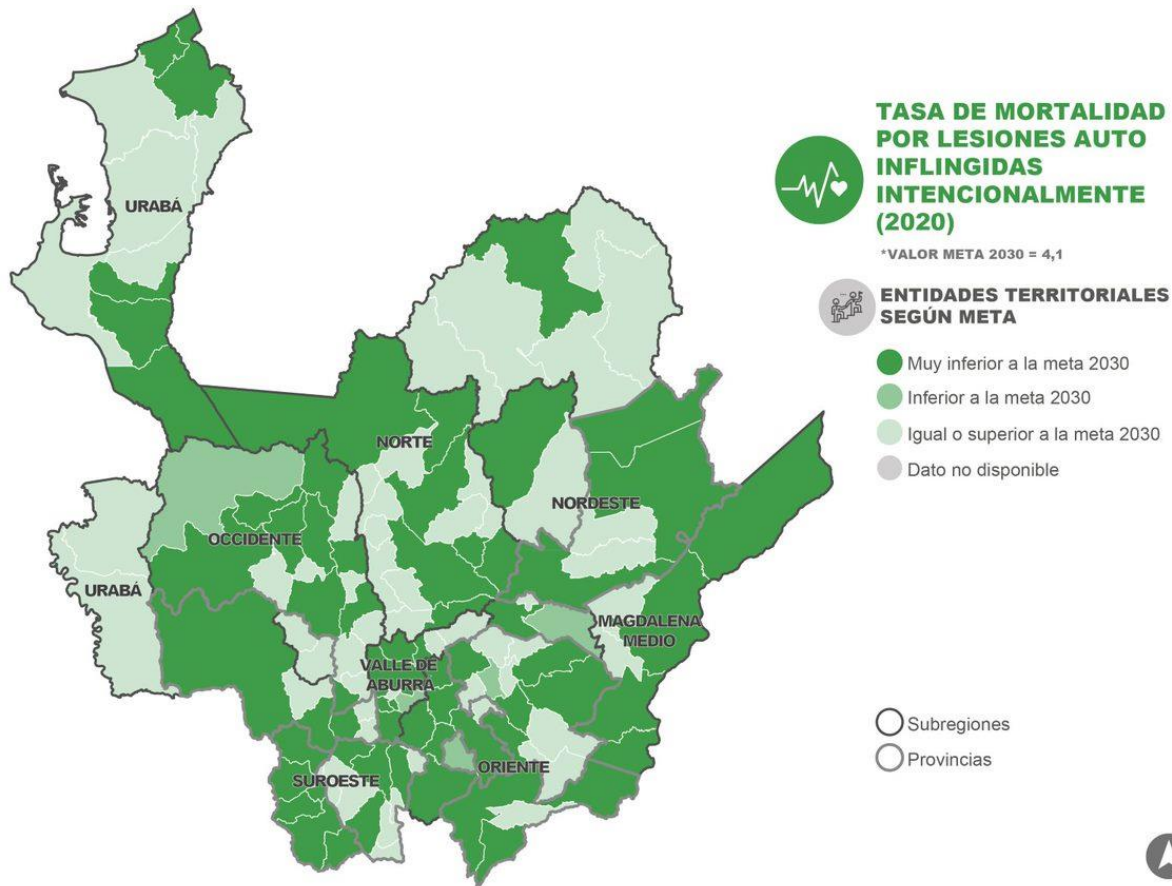 TASA DE MORTALIDAD
POR LESIONES AUTO
INFLINGIDAS
INTENCIONALMENTE
(2020)
*VALOR META 2030 = 4,1
ENTIDADES TERRITORIALES
SEGÚN META
Muy inferior a la meta 2030
Inferior a la meta 2030
Igual o superior a la meta 2030
Dato no disponible
Subregiones
Provincias
URABÁ
NORTE
NORDESTE
OCCIDENTE
URABÁ
MAGDALENA
MEDIO
VALLE DE
ABURRÁ
SUROESTE
ORIENTE